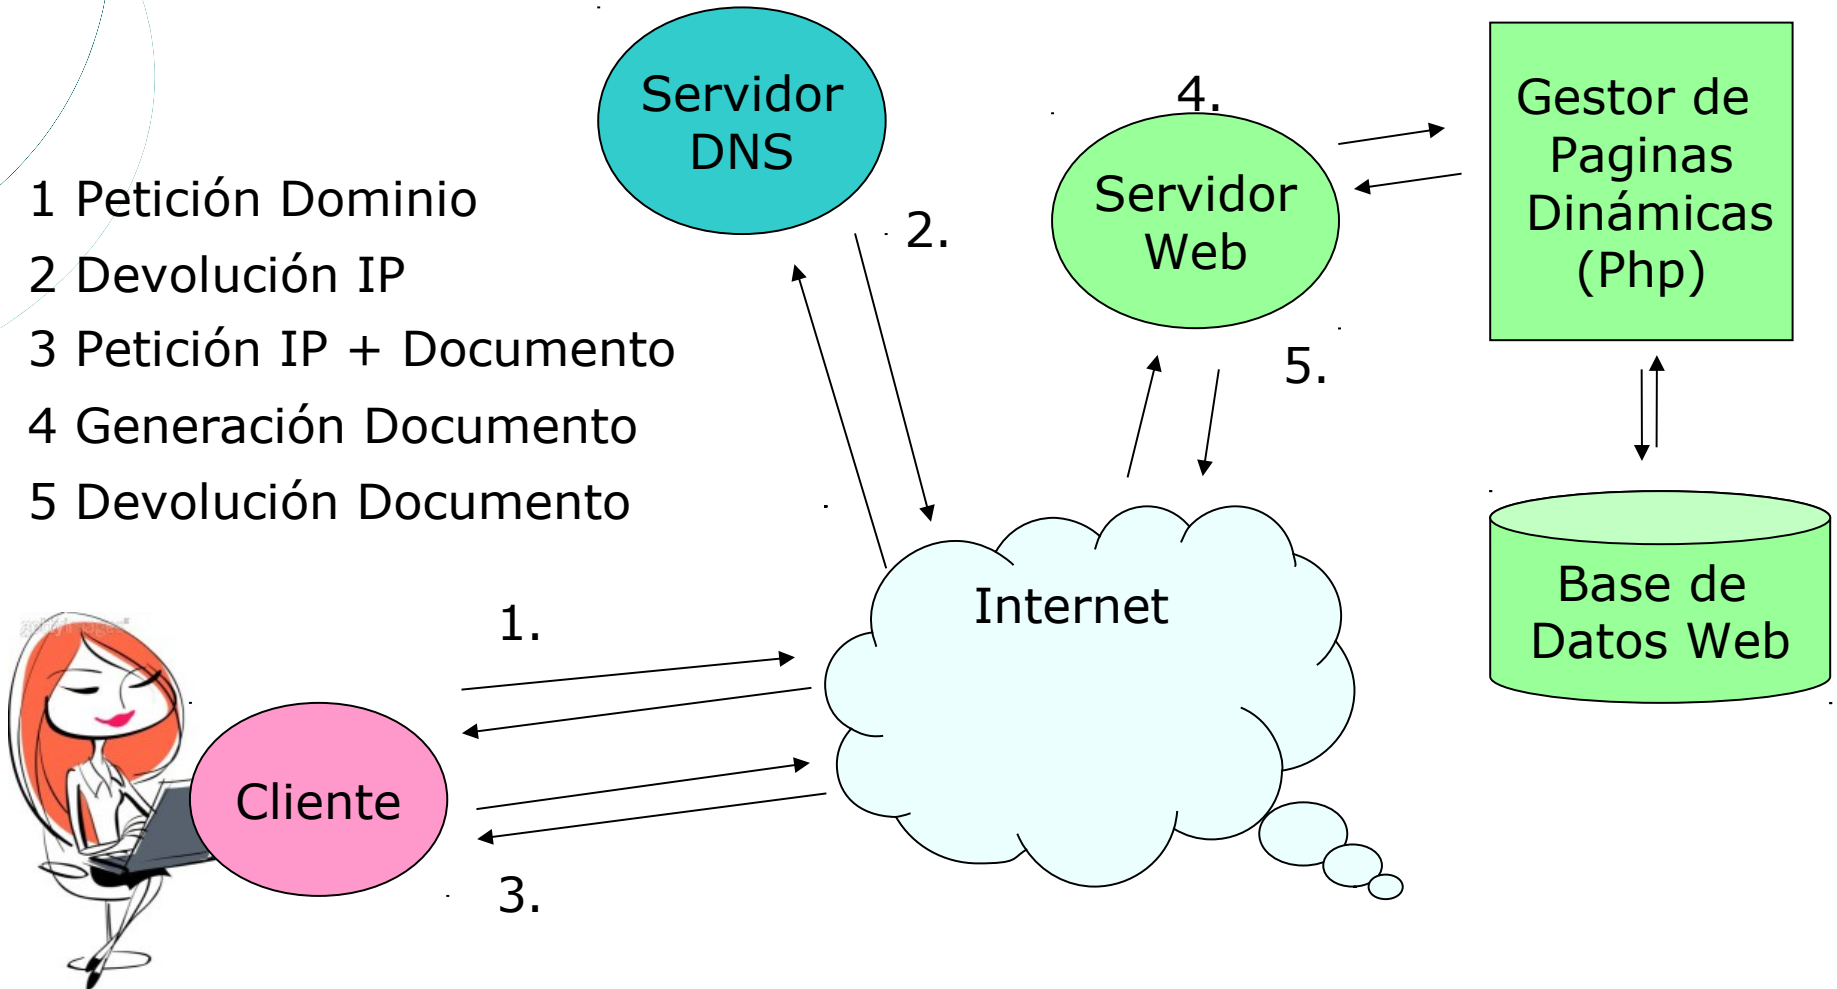 Servidor
DNS
4.
Servidor
Web
Gestor de
Paginas
Dinámicas
(Php)
1 Petición Dominio
2 Devolución IP
3 Petición IP + Documento
4 Generación Documento
5 Devolución Documento
2.
5.
Internet
Base de
Datos Web
1.
Cliente
3.